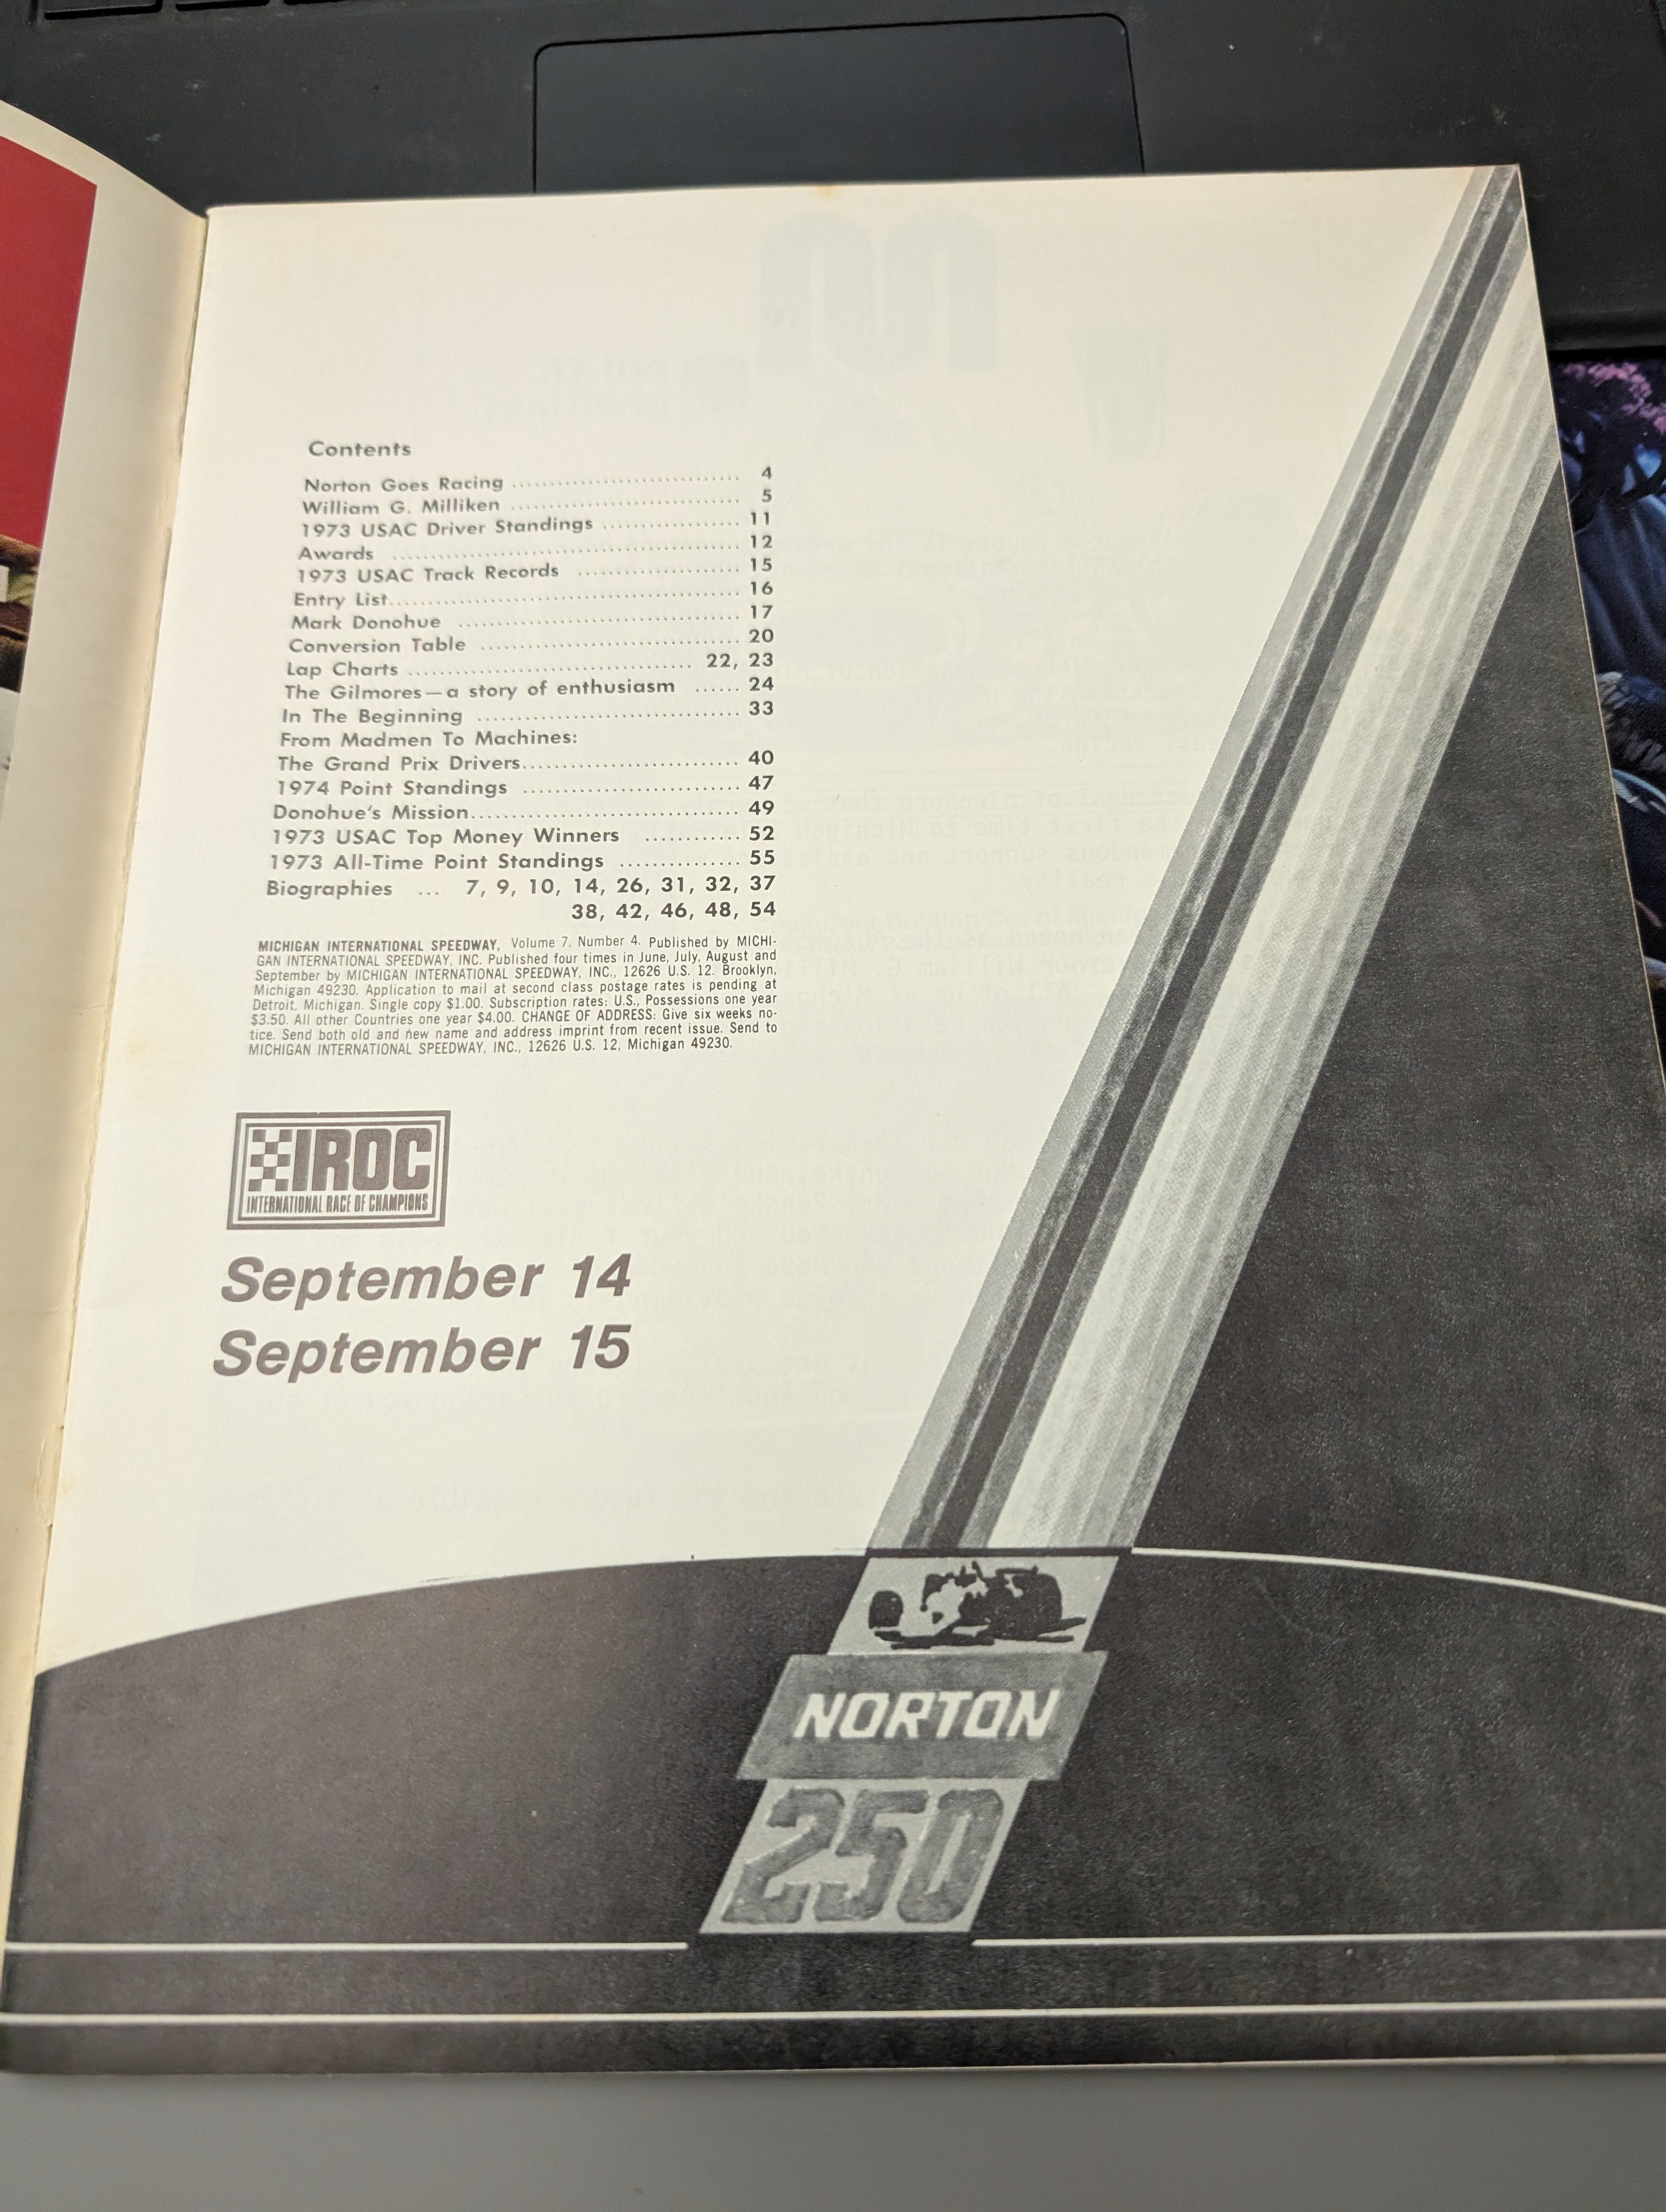 Contents
Norton Goes Racing ........................... 4
William G. Milliken ........................... 5
1973 USAC Driver Standings ................. 11
Awards ......................................... 12
1973 USAC Track Records .................... 15
Entry List......................................... 16
Mark Donohue ................................. 17
Conversion Table .............................. 20
Lap Charts .................................. 22, 23
The Gilmores—a story of enthusiasm ...... 24
In The Beginning ............................... 33
From Madmen To Machines:
The Grand Prix Drivers......................... 40
1974 Point Standings ......................... 47
Donohue's Mission............................... 49
1973 USAC Top Money Winners ............ 52
1973 All-Time Point Standings ............... 55
Biographies ... 7, 9, 10, 14, 26, 31, 32, 37
38, 42, 46, 48, 54
MICHIGAN INTERNATIONAL SPEEDWAY, Volume 7, Number 4. Published by MICHI-
GAN INTERNATIONAL SPEEDWAY, INC. Published four times in June, July, August and
September by MICHIGAN INTERNATIONAL SPEEDWAY, INC., 12626 U.S. 12, Brooklyn,
Michigan 49230. Application to mail at second class postage rates is pending at
Detroit, Michigan. Single copy $1.00. Subscription rates: U.S., Possessions one year
$3.50. All other Countries one year $4.00. CHANGE OF ADDRESS: Give six weeks no-
tice. Send both old and new name and address imprint from recent issue. Send to
MICHIGAN INTERNATIONAL SPEEDWAY, INC., 12626 U.S. 12, Michigan 49230.
IROC
INTERNATIONAL RACE OF CHAMPIONS
September 14
September 15
NORTON
250